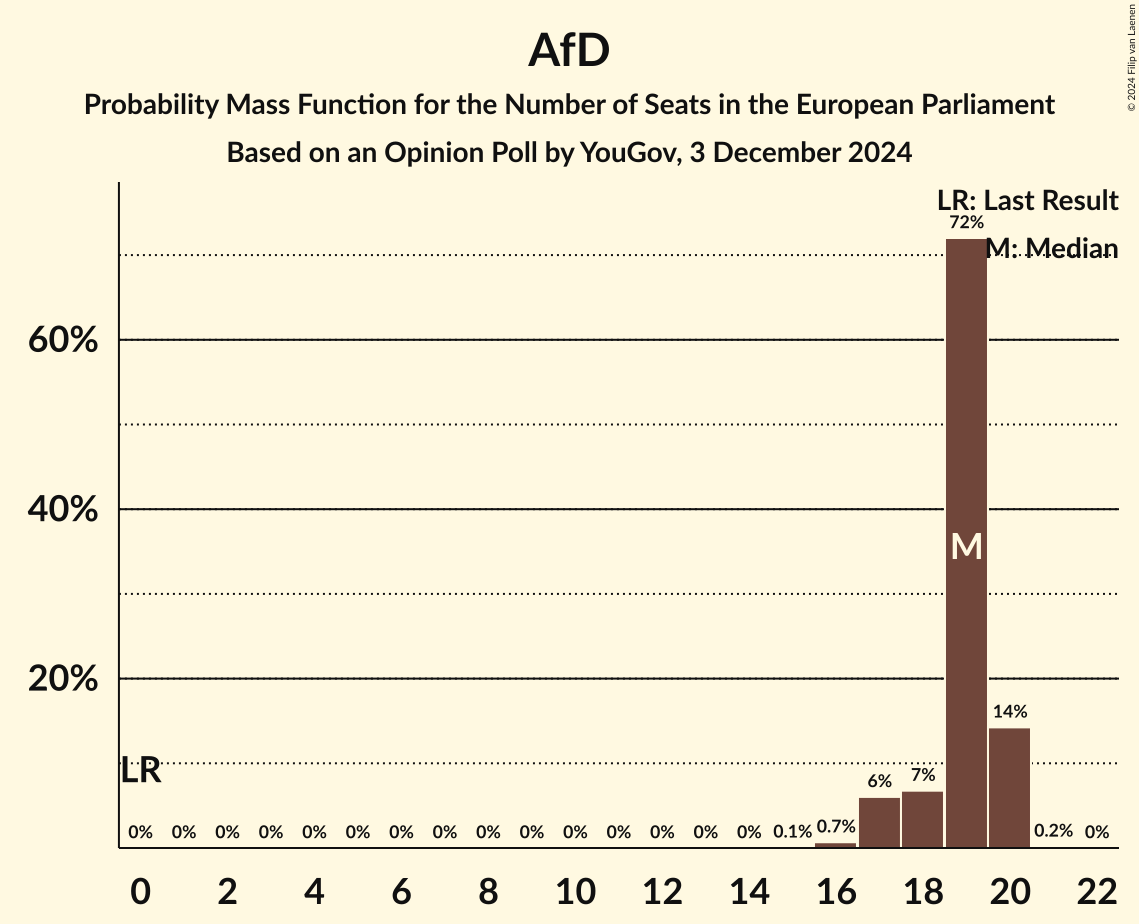 AfD
Probability Mass Function for the Number of Seats in the European Parliament
Based on an Opinion Poll by YouGov, 3 December 2024
© 2024 Filip van Laenen
LR: Last Result
M: Median
72%
60%
40%
M
20%
14%
LR
6%
7%
0% 0% 0% 0% 0% 0% 0% 0% 0% 0% 0% 0% 0% 0% 0% 0.1% 0.7% 0.2% 0%
0 2 4 6 8 10 12 14 16 18 20 22